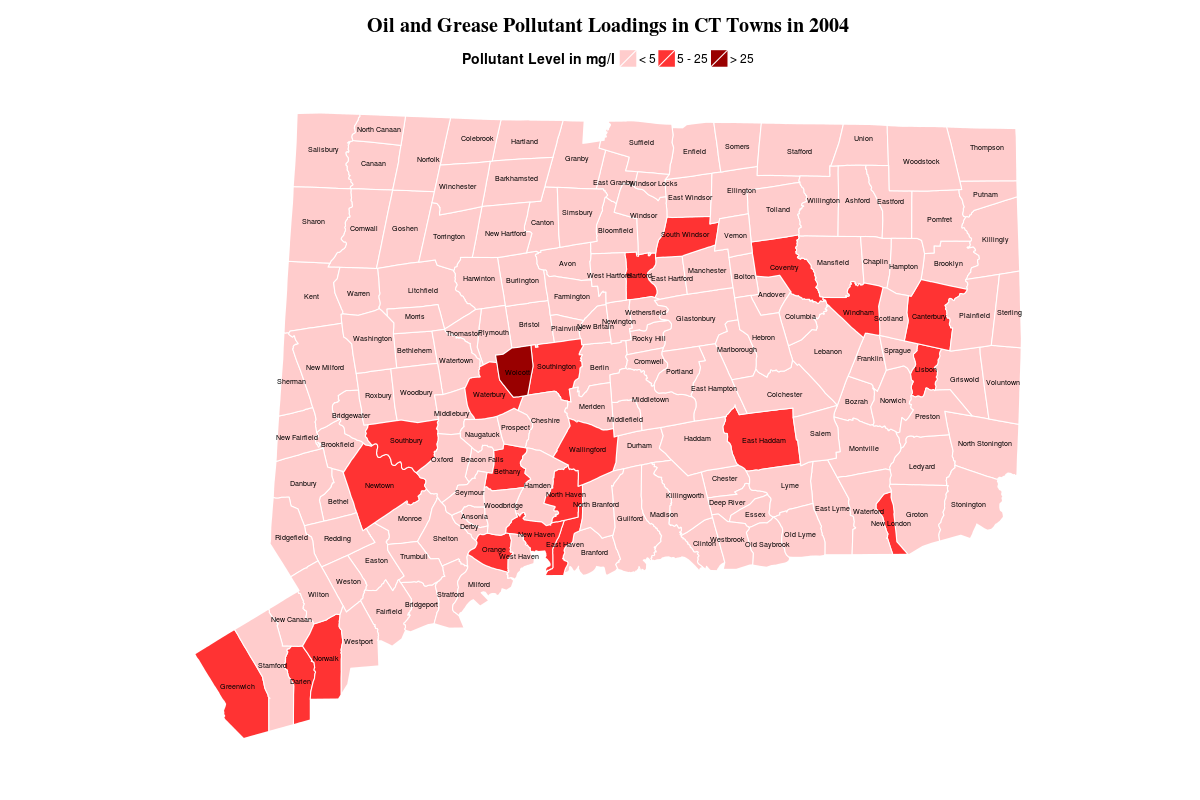 Oil and Grease Pollutant Loadings in CT Towns in 2004
Pollutant Level in mg/l < 5 5 - 25 > 25
North Canaan
Colebrook
Hartland
Suffield
Enfield
Somers
Stafford
Union
Woodstock
Thompson
Salisbury
Canaan
Norfolk
Granby
East Granby
Windsor Locks
Winchester
Barkhamsted
East Windsor
Ellington
Tolland
Willington
Ashford
Eastford
Putnam
Sharon
Cornwall
Goshen
Torrington
New Hartford
Canton
Simsbury
Bloomfield
Windsor
South Windsor
Vernon
Pomfret
Killingly
Kent
Warren
Litchfield
Harwinton
Burlington
Avon
West Hartford
Hartford
East Hartford
Manchester
Bolton
Coventry
Mansfield
Chaplin
Hampton
Brooklyn
Farmington
Andover
Morris
Thomaston
Plymouth
Bristol
Plainville
New Britain
Newington
Wethersfield
Glastonbury
Columbia
Windham
Scotland
Canterbury
Plainfield
Sterling
Washington
Bethlehem
Watertown
Rocky Hill
Hebron
Marlborough
Lebanon
Franklin
Sprague
New Milford
Sherman
Wolcott
Southington
Berlin
Cromwell
Portland
East Hampton
Colchester
Lisbon
Griswold
Voluntown
Roxbury
Woodbury
Waterbury
Middlebury
Meriden
Middletown
Middlefield
Bozrah
Norwich
Preston
Bridgewater
Prospect
Cheshire
New Fairfield
Brookfield
Southbury
Naugatuck
Wallingford
Durham
Haddam
East Haddam
Salem
Montville
North Stonington
Oxford
Beacon Falls
Bethany
Ledyard
Danbury
Newtown
Bethel
Seymour
Hamden
North Haven
North Branford
Killingworth
Chester
Lyme
Deep River
Woodbridge
Ansonia
Derby
Guilford
Madison
Essex
East Lyme
Waterford
New London
Groton
Stonington
Monroe
Ridgefield
Redding
Shelton
New Haven
East Haven
Orange
West Haven
Branford
Clinton
Westbrook
Old Saybrook
Old Lyme
Easton
Trumbull
Weston
Milford
Wilton
Stratford
Bridgeport
Fairfield
New Canaan
Westport
Stamford
Norwalk
Darien
Greenwich